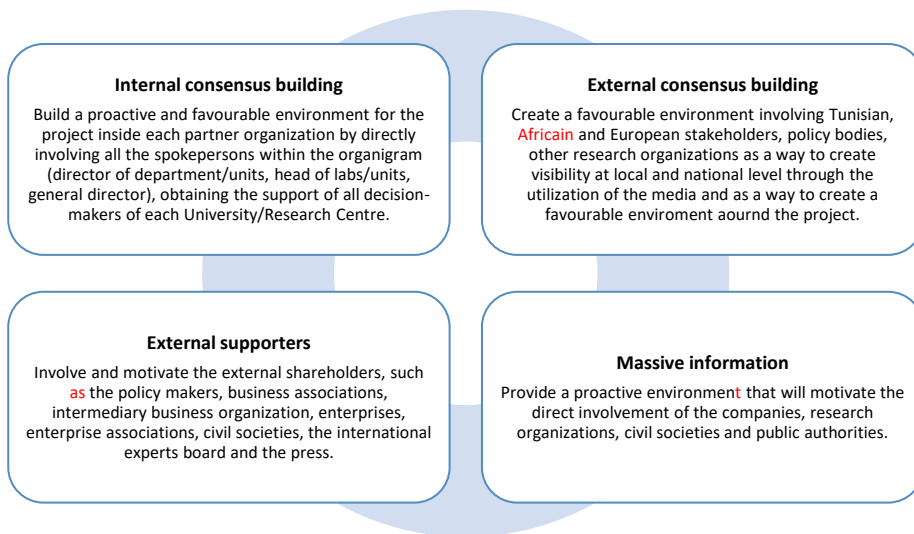 Internal consensus building
Build a proactive and favourable environment for the
project inside each partner organization by directly
involving all the spokepersons within the organigram
(director of department/units, head of labs/units,
general director), obtaining the support of all decision-
makers of each University/Research Centre.
External consensus building
Create a favourable environment involving Tunisian,
Africain and European stakeholders, policy bodies,
other research organizations as a way to create
visibility at local and national level through the
utilization of the media and as a way to create a
favourable enviroment aournd the project.
External supporters
Involve and motivate the external shareholders, such
as the policy makers, business associations,
intermediary business organization, enterprises,
enterprise associations, civil societies, the international
experts board and the press.
Massive information
Provide a proactive environment that will motivate the
direct involvement of the companies, research
organizations, civil societies and public authorities.